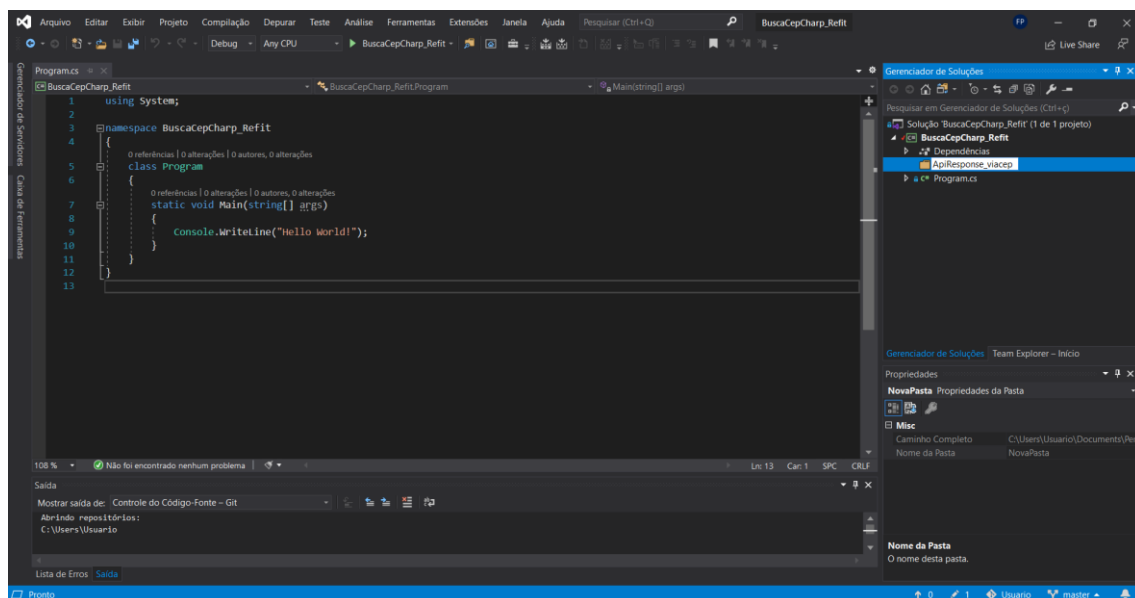 Arquivo Editar Exibir Projeto Compilação Depurar Teste Análise Ferramentas Extensões Janela Ajuda Pesquisar (Ctrl+Q) BuscaCepCharp_Refit FP
Debug Any CPU BuscaCepCharp_Refit Live Share
Gerenciador de Servidores
Caixa de Ferramentas
Program.cs
BuscaCepCharp_Refit BuscaCepCharp_Refit.Program Main(string[] args)
1 using System;
2
3 namespace BuscaCepCharp_Refit
4 {
0 referências | 0 alterações | 0 autores, 0 alterações
5 class Program
6 {
0 referências | 0 alterações | 0 autores, 0 alterações
7 static void Main(string[] args)
8 {
9 Console.WriteLine("Hello World!");
10 }
11 }
12 }
13
108 % Não foi encontrado nenhum problema Ln: 13 Car: 1 SPC CRLF
Saída
Mostrar saída de: Controle do Código-Fonte – Git
Abrindo repositórios:
C:\Users\Usuario
Lista de Erros Saída
Gerenciador de Soluções
Pesquisar em Gerenciador de Soluções (Ctrl+ç)
Solução 'BuscaCepCharp_Refit' (1 de 1 projeto)
BuscaCepCharp_Refit
Dependências
ApiResponse_viacep
Program.cs
Gerenciador de Soluções Team Explorer – Início
Propriedades
NovaPasta Propriedades da Pasta
Misc
Caminho Completo C:\Users\Usuario\Documents\Pe
Nome da Pasta NovaPasta
Nome da Pasta
O nome desta pasta.
Pronto 0 1 Usuario master